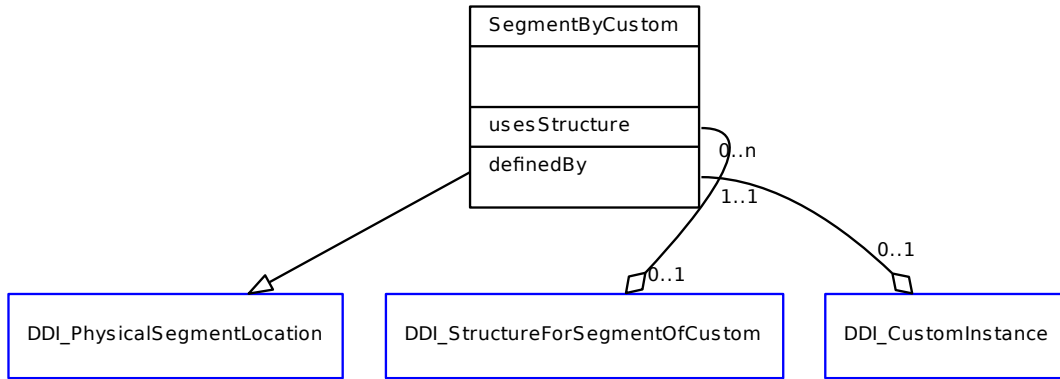 SegmentByCustom
usesStructure
0..n
definedBy
1..1
0..1
0..1
DDI_PhysicalSegmentLocation
DDI_StructureForSegmentOfCustom
DDI_CustomInstance